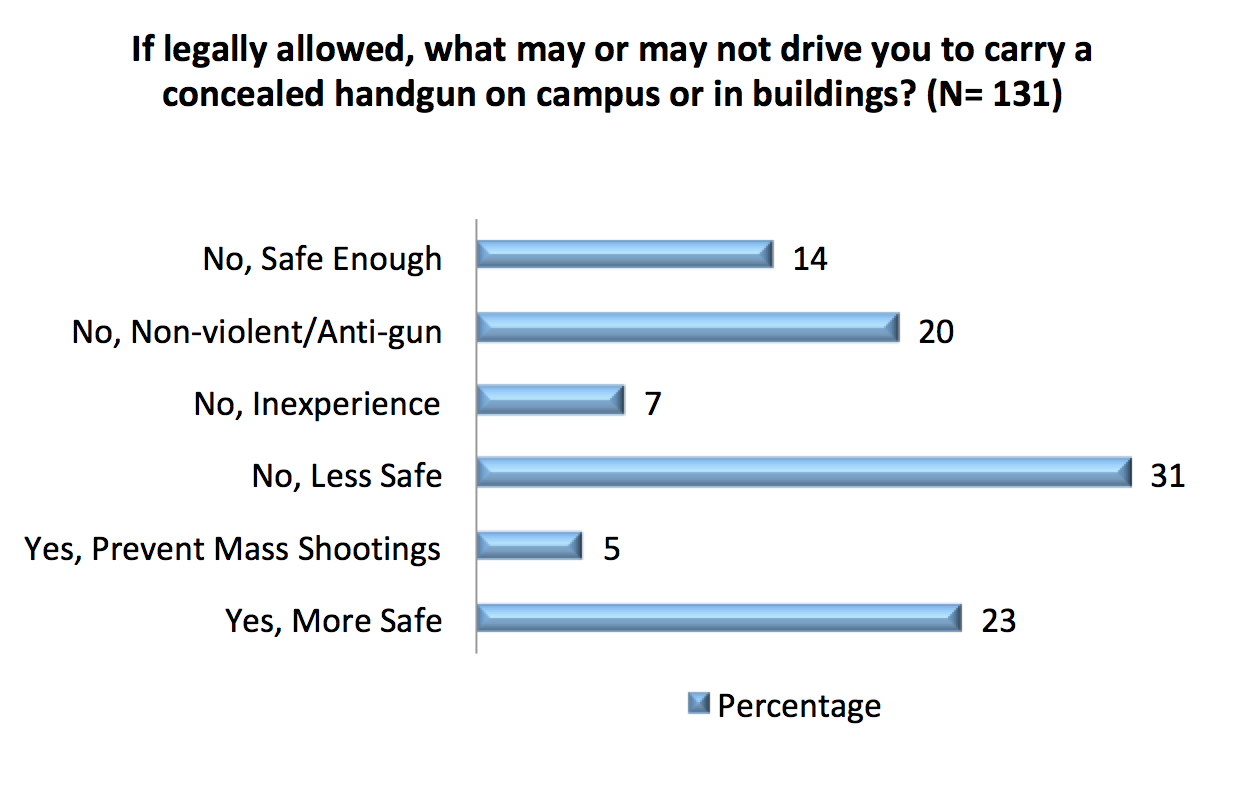 If legally allowed, what may or may not drive you to carry a
concealed handgun on campus or in buildings? (N= 131)
No, Safe Enough 14
No, Non-violent/Anti-gun 20
No, Inexperience 7
No, Less Safe 31
Yes, Prevent Mass Shootings 5
Yes, More Safe 23
Percentage